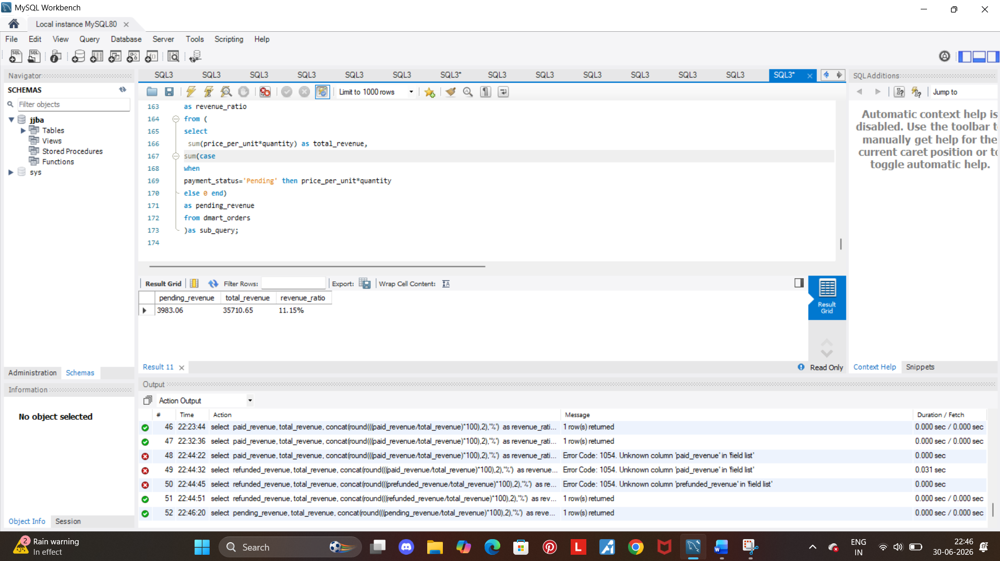 MySQL Workbench
Local instance MySQL80
File Edit View Query Database Server Tools Scripting Help
Navigator
SCHEMAS
Filter objects
jjba
Tables
Views
Stored Procedures
Functions
sys
Administration Schemas
Information
No object selected
Object Info Session
SQL3 SQL3 SQL3 SQL3 SQL3 SQL3 SQL3* SQL3 SQL3 SQL3 SQL3 SQL3 SQL3 SQL3*
Limit to 1000 rows
163 as revenue_ratio
164 from (
165 select
166 sum(price_per_unit*quantity) as total_revenue,
167 sum(case
168 when
169 payment_status='Pending' then price_per_unit*quantity
170 else 0 end)
171 as pending_revenue
172 from dmart_orders
173 )as sub_query;
174
Result Grid Filter Rows: Export: Wrap Cell Content:
pending_revenue total_revenue revenue_ratio
3983.06 35710.65 11.15%
Result Grid
Result 11
Read Only
SQLAdditions
Jump to
Automatic context help is
disabled. Use the toolbar t
manually get help for the
current caret position or to
toggle automatic help.
Context Help Snippets
Output
Action Output
# Time Action Message Duration / Fetch
46 22:23:44 select paid_revenue, total_revenue, concat(round(((paid_revenue/total_revenue)*100),2),'%') as revenue_rati... 1 row(s) returned 0.000 sec / 0.000 sec
47 22:32:36 select paid_revenue, total_revenue, concat(round(((paid_revenue/total_revenue)*100),2),'%') as revenue_rati... 1 row(s) returned 0.000 sec / 0.000 sec
48 22:44:22 select paid_revenue, total_revenue, concat(round(((paid_revenue/total_revenue)*100),2),'%') as revenue_rati... Error Code: 1054. Unknown column 'paid_revenue' in 'field list' 0.000 sec
49 22:44:32 select refunded_revenue, total_revenue, concat(round(((paid_revenue/total_revenue)*100),2),'%') as revenue... Error Code: 1054. Unknown column 'paid_revenue' in 'field list' 0.031 sec
50 22:44:45 select refunded_revenue, total_revenue, concat(round(((prefunded_revenue/total_revenue)*100),2),'%') as re... Error Code: 1054. Unknown column 'prefunded_revenue' in 'field list' 0.000 sec
51 22:44:51 select refunded_revenue, total_revenue, concat(round(((refunded_revenue/total_revenue)*100),2),'%') as rev... 1 row(s) returned 0.000 sec / 0.000 sec
52 22:46:20 select pending_revenue, total_revenue, concat(round(((pending_revenue/total_revenue)*100),2),'%') as reve... 1 row(s) returned 0.000 sec / 0.000 sec
2 Rain warning
In effect
Search
ENG
IN
22:46
30-06-2026